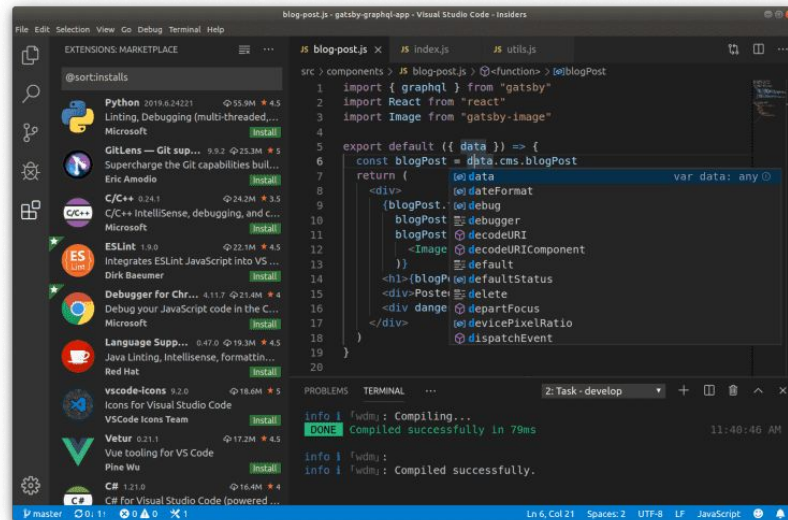 blog-post.js - gatsby-graphql-app - Visual Studio Code - Insiders
File Edit Selection View Go Debug Terminal Help
EXTENSIONS: MARKETPLACE
@sort:installs
Python 2019.6.24221 55.9M ★ 4.5
Linting, Debugging (multi-threaded,...
Microsoft Install
GitLens — Git sup... 9.9.2 25.3M ★ 5
Supercharge the Git capabilities buil...
Eric Amodio Install
C/C++ 0.24.1 24.2M ★ 3.5
C/C++ IntelliSense, debugging, and c...
Microsoft Install
ESLint 1.9.0 22.1M ★ 4.5
Integrates ESLint JavaScript into VS ...
Dirk Baeumer Install
Debugger for Chr... 4.11.7 21.4M ★ 4
Debug your JavaScript code in the C...
Microsoft Install
Language Supp... 0.47.0 19.3M ★ 4.5
Java Linting, Intellisense, formattin...
Red Hat Install
vscode-icons 9.2.0 18.6M ★ 5
Icons for Visual Studio Code
VSCode Icons Team Install
Vetur 0.21.1 17.2M ★ 4.5
Vue tooling for VS Code
Pine Wu Install
C# 1.21.0 16.4M ★ 4
C# for Visual Studio Code (powered ...
C/C++
ES
Lint
C#
JS blog-post.js × JS index.js JS utils.js
src › components › JS blog-post.js › <function> › blogPost
1 import { graphql } from "gatsby"
2 import React from "react"
3 import Image from "gatsby-image"
4
5 export default ({ data }) => {
6 const blogPost = data.cms.blogPost
7 return (
8 <div>
9 {blogPost.
10 blogPost
11 blogPost
12 <Image
13 )}
14 <h1>{blogP
15 <div>Poste
16 <div dange
17 </div>
18 )
19 }
20
data var data: any
dateFormat
debug
debugger
decodeURI
decodeURIComponent
default
defaultStatus
delete
departFocus
devicePixelRatio
dispatchEvent
PROBLEMS TERMINAL ··· 2: Task - develop
info i ｢wdm｣: Compiling...
DONE Compiled successfully in 79ms 11:40:46 AM
info i ｢wdm｣:
info i ｢wdm｣: Compiled successfully.
master 0↓ 1↑ 0 0 1 Ln 6, Col 21 Spaces: 2 UTF-8 LF JavaScript